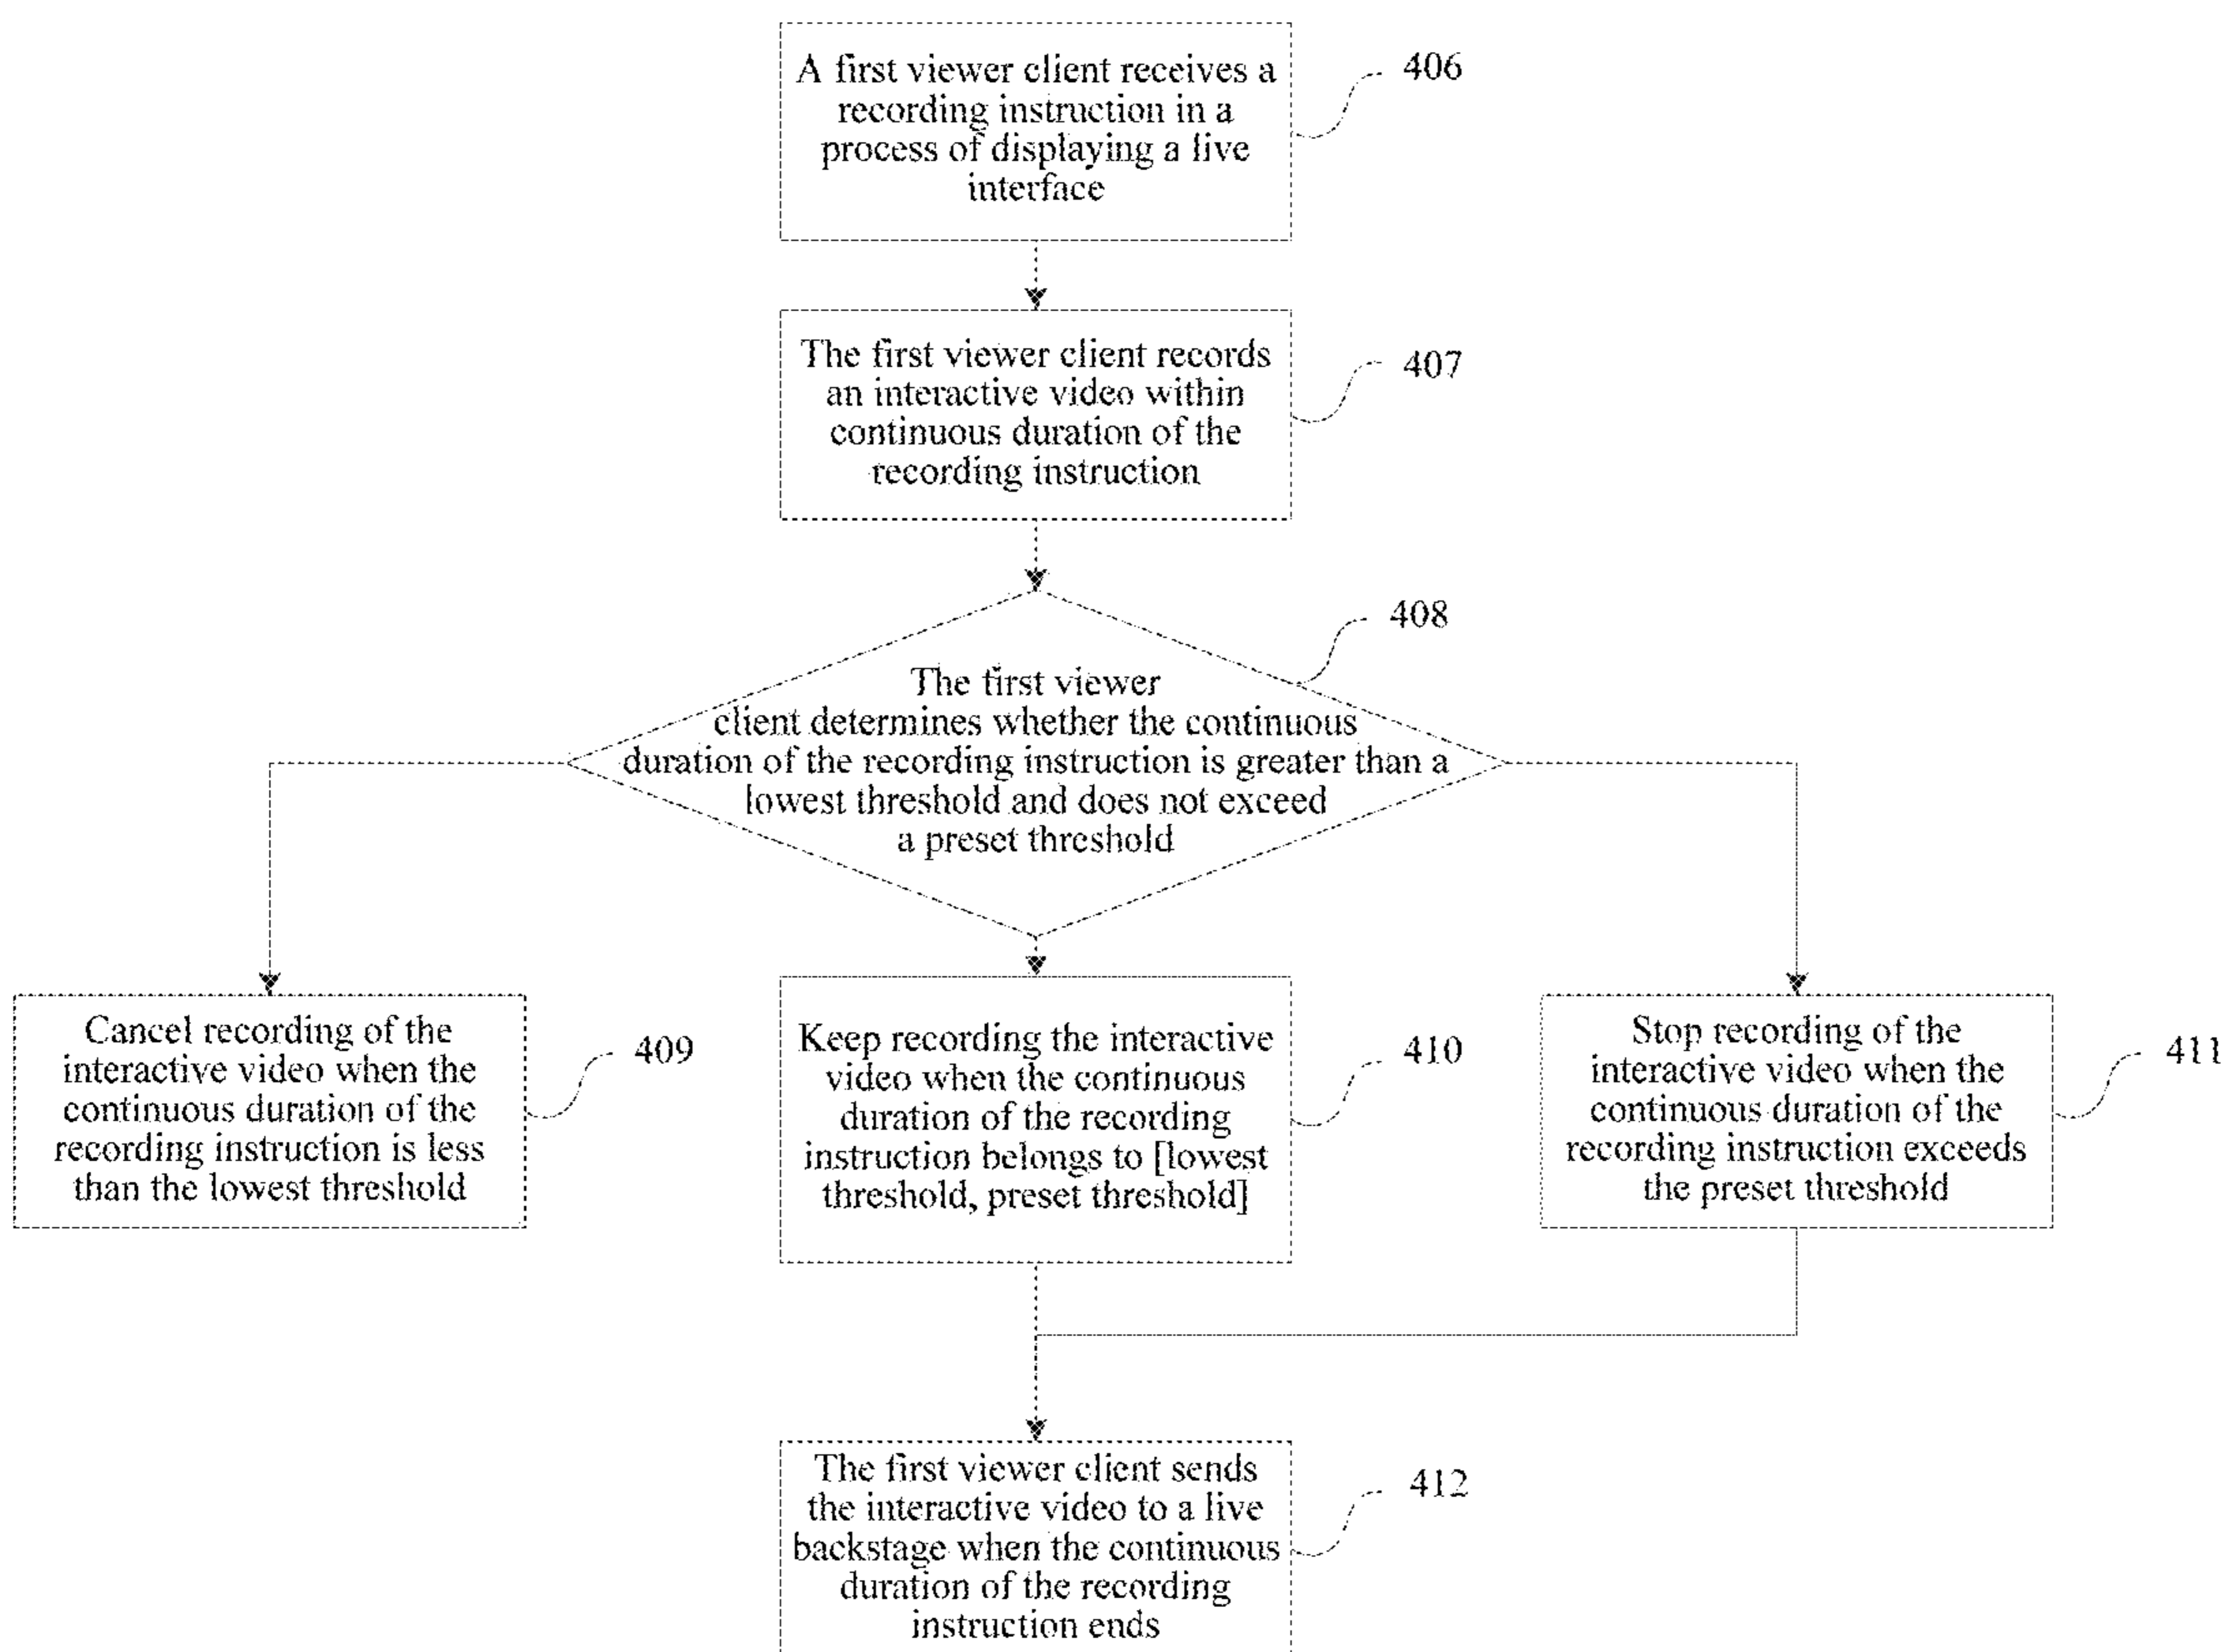 A first viewer client receives a
recording instruction in a
process of displaying a live
interface
406
The first viewer client records
an interactive video within
continuous duration of the
recording instruction
407
408
The first viewer
client determines whether the continuous
duration of the recording instruction is greater than a
lowest threshold and does not exceed
a preset threshold
Cancel recording of the
interactive video when the
continuous duration of the
recording instruction is less
than the lowest threshold
409
Keep recording the interactive
video when the continuous
duration of the recording
instruction belongs to [lowest
threshold, preset threshold]
410
Stop recording of the
interactive video when the
continuous duration of the
recording instruction exceeds
the preset threshold
411
The first viewer client sends
the interactive video to a live
backstage when the continuous
duration of the recording
instruction ends
412